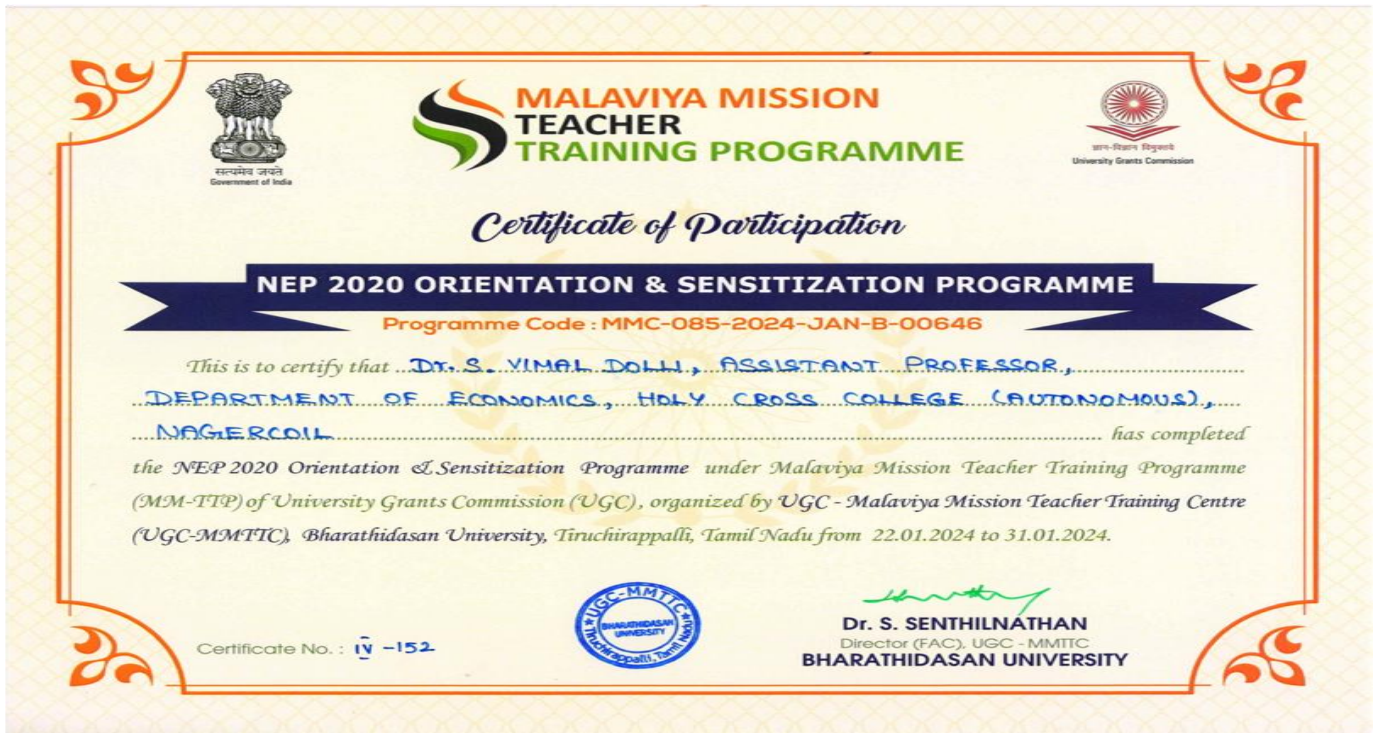 सत्यमेव जयते
Government of India
MALAVIYA MISSION
TEACHER
TRAINING PROGRAMME
ज्ञान-विज्ञान विमुक्तये
University Grants Commission
Certificate of Participation
NEP 2020 ORIENTATION & SENSITIZATION PROGRAMME
Programme Code : MMC-085-2024-JAN-B-00646
This is to certify that Dr. S. VIMAL DOLLI, ASSISTANT PROFESSOR,
DEPARTMENT OF ECONOMICS, HOLY CROSS COLLEGE (AUTONOMOUS),
NAGERCOIL has completed
the NEP 2020 Orientation & Sensitization Programme under Malaviya Mission Teacher Training Programme
(MM-TTP) of University Grants Commission (UGC), organized by UGC - Malaviya Mission Teacher Training Centre
(UGC-MMTTC), Bharathidasan University, Tiruchirappalli, Tamil Nadu from 22.01.2024 to 31.01.2024.
UGC-MMTTC
BHARATHIDASAN
UNIVERSITY
Tiruchirappalli, Tamil Nadu
Dr. S. SENTHILNATHAN
Director (FAC), UGC - MMTTC
BHARATHIDASAN UNIVERSITY
Certificate No. : IV -152